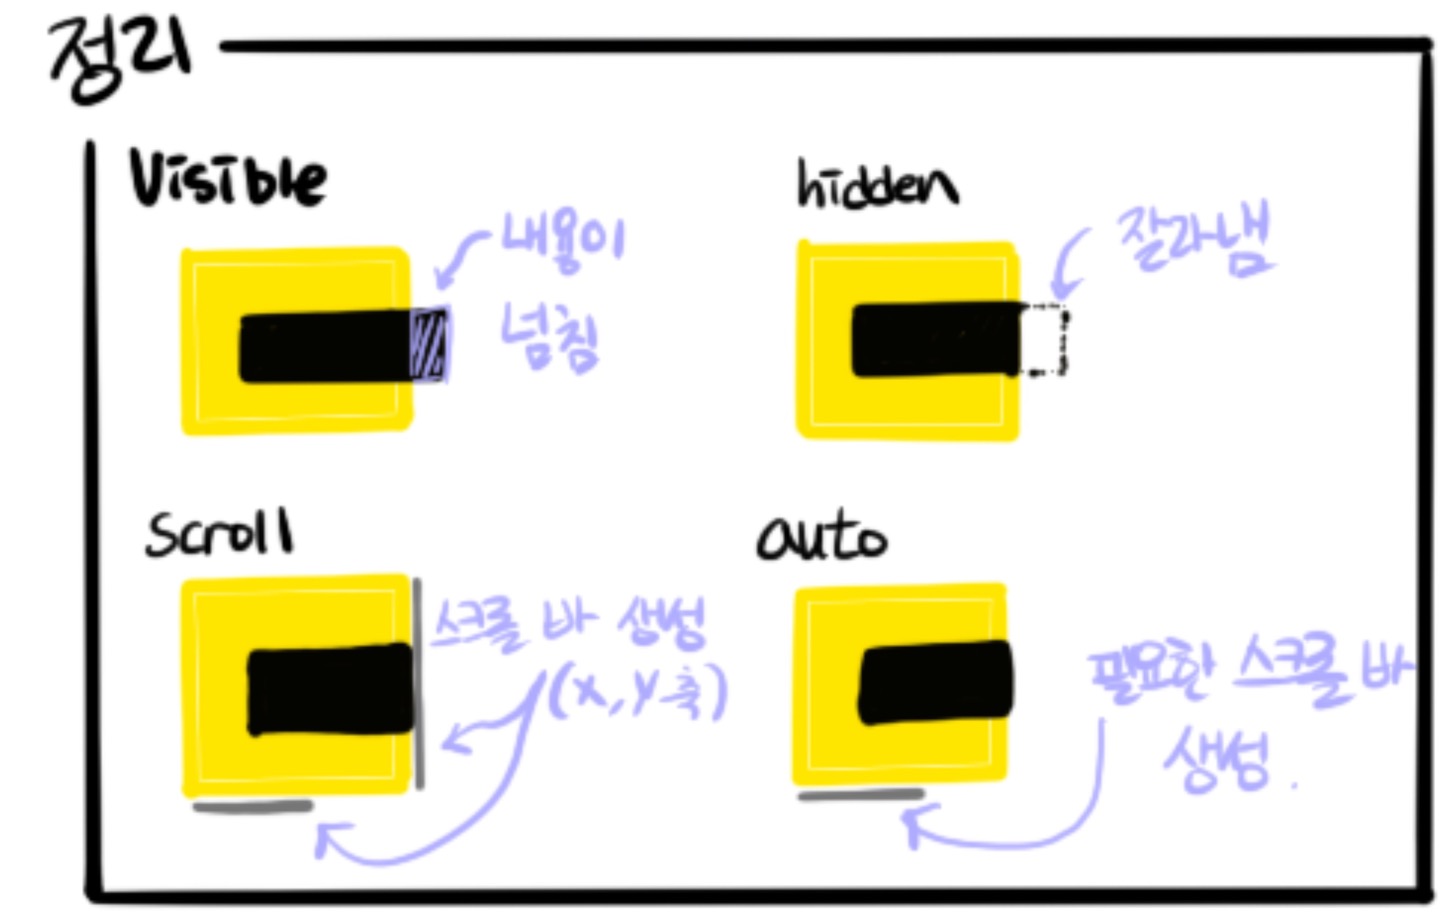 정리
Visible
내용이
넘침
hidden
잘라냄
Scroll
스크롤 바 생성
(x,y축)
auto
필요한 스크롤 바
생성.